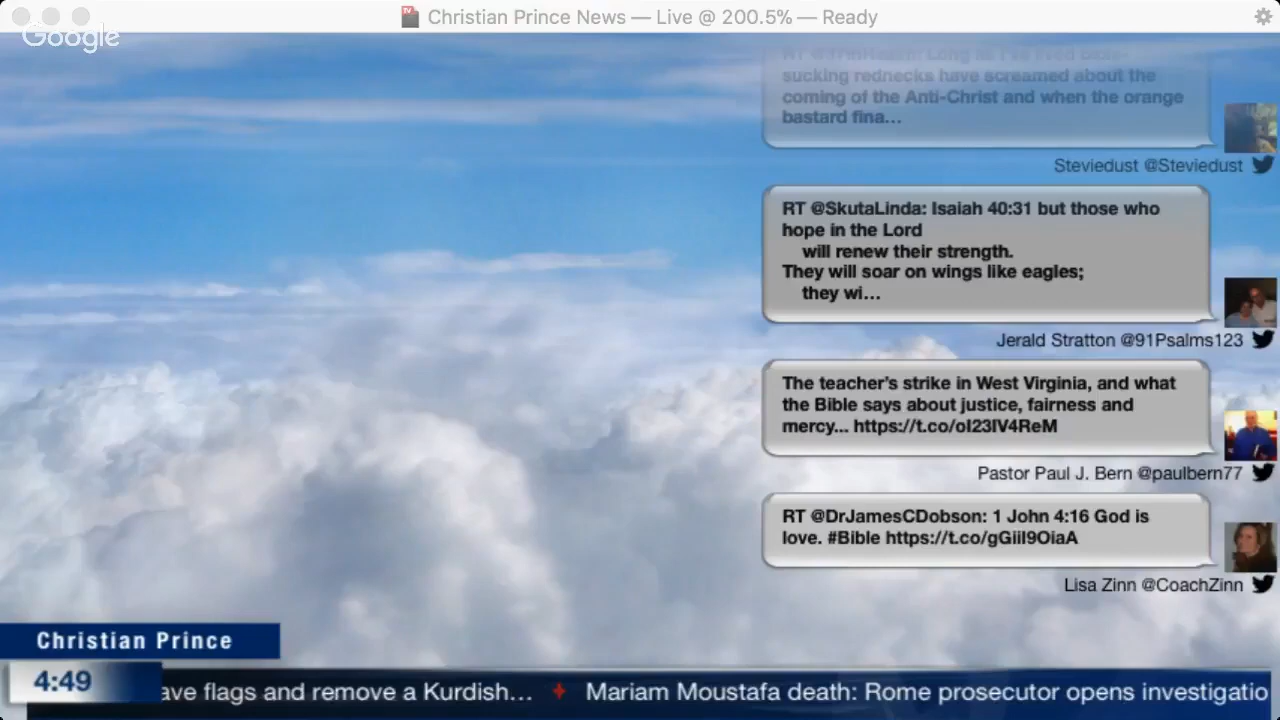 Christian Prince News — Live @ 200.5% — Ready
Google
RT @ Long as I've lived
sucking rednecks have screamed about the
coming of the Anti-Christ and when the orange
bastard fina...
Steviedust @Steviedust
RT @SkutaLinda: Isaiah 40:31 but those who
hope in the Lord
will renew their strength.
They will soar on wings like eagles;
they wi...
Jerald Stratton @91Psalms123
The teacher's strike in West Virginia, and what
the Bible says about justice, fairness and
mercy... https://t.co/oI23IV4ReM
Pastor Paul J. Bern @paulbern77
RT @DrJamesCDobson: 1 John 4:16 God is
love. #Bible https://t.co/gGiiI9OiaA
Lisa Zinn @CoachZinn
Christian Prince
4:49
ave flags and remove a Kurdish... Mariam Moustafa death: Rome prosecutor opens investigatio